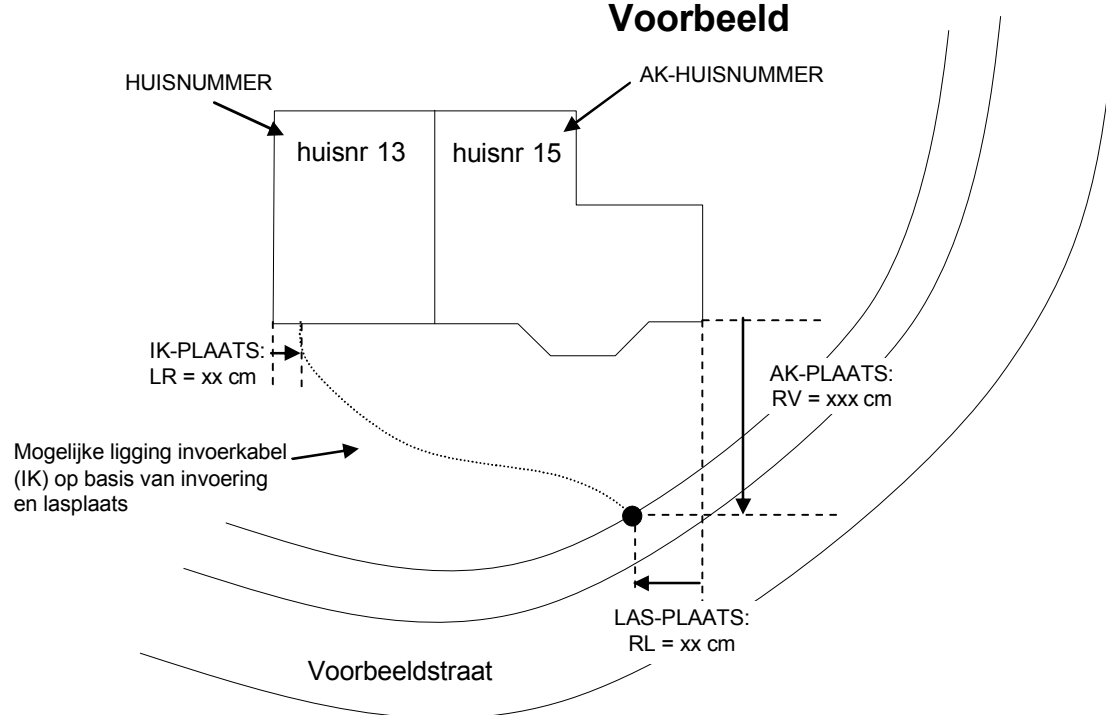 Voorbeeld
HUISNUMMER
AK-HUISNUMMER
huisnr 13
huisnr 15
IK-PLAATS:
LR = xx cm
AK-PLAATS:
RV = xxx cm
Mogelijke ligging invoerkabel
(IK) op basis van invoering
en lasplaats
LAS-PLAATS:
RL = xx cm
Voorbeeldstraat